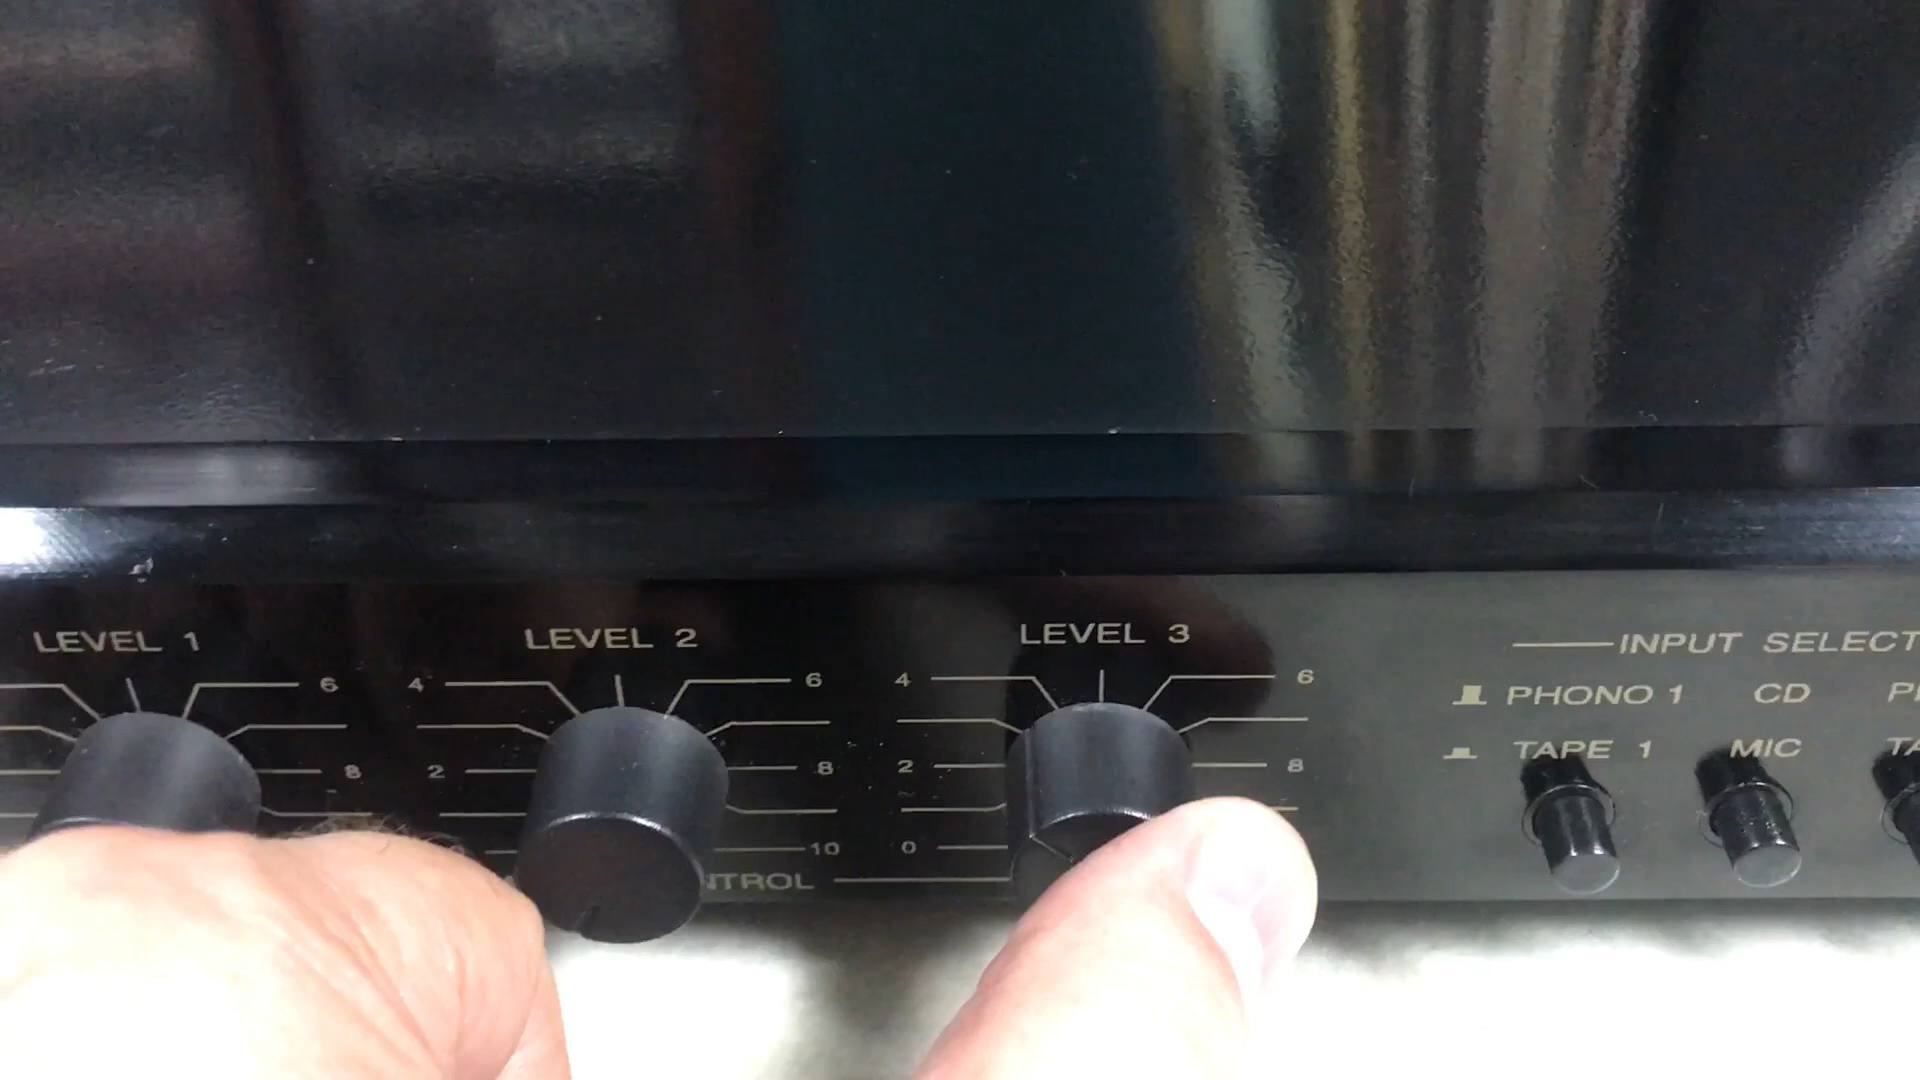 LEVEL 1
6
8
LEVEL 2
4
6
2
8
10
LEVEL 3
4
6
2
8
0
NTROL
INPUT SELECT
PHONO 1
CD
TAPE 1
MIC